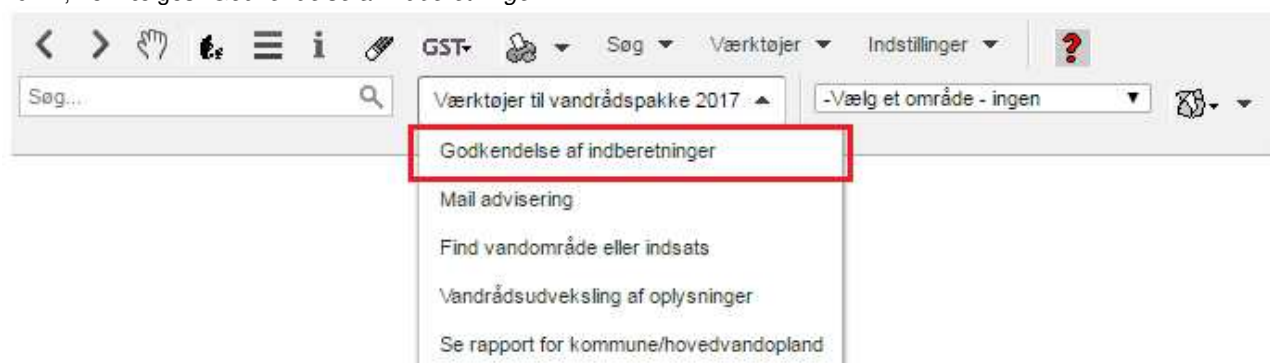 GST Søg Værktøjer Indstillinger ?
Søg... Værktøjer til vandrådspakke 2017 -Vælg et område - ingen
Godkendelse af indberetninger
Mail advisering
Find vandområde eller indsats
Vandrådsudveksling af oplysninger
Se rapport for kommune/hovedvandopland